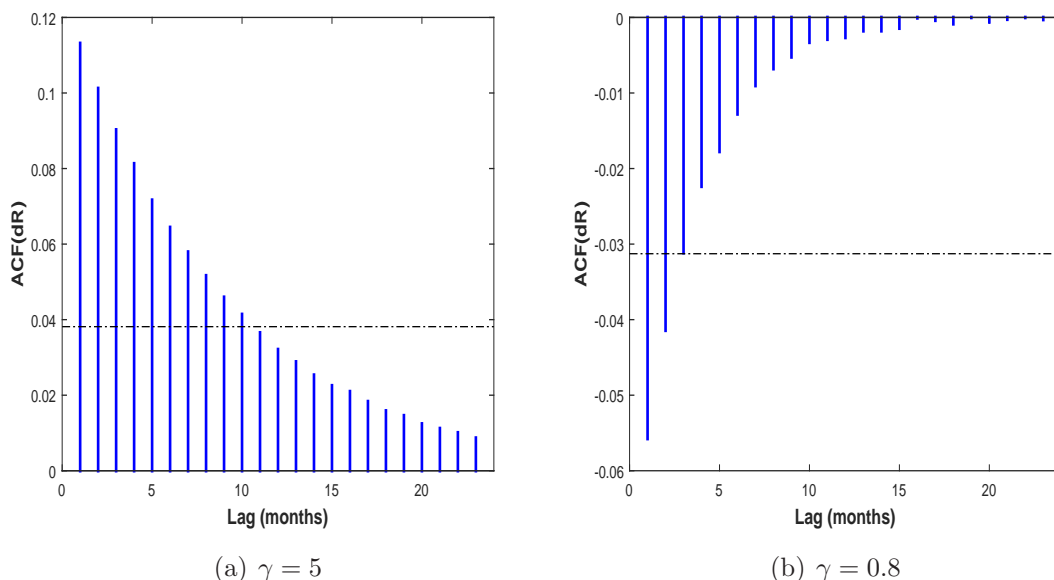 0.12
0.1
0.08
0.06
0.04
0.02
0
ACF(dR)
0 5 10 15 20
Lag (months)
(a) γ = 5
0
-0.01
-0.02
-0.03
-0.04
-0.05
-0.06
ACF(dR)
0 5 10 15 20
Lag (months)
(b) γ = 0.8